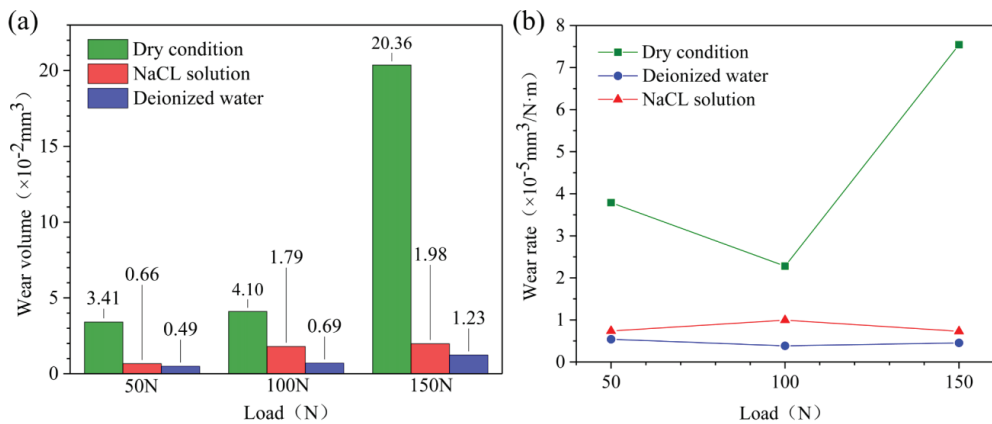 (a)
Dry condition
NaCL solution
Deionized water
Wear volume（×10⁻²mm³）
20
15
10
5
0
3.41
0.66
0.49
4.10
1.79
0.69
20.36
1.98
1.23
50N
100N
150N
Load（N）
(b)
Dry condition
Deionized water
NaCL solution
Wear rate（×10⁻⁵mm³/N·m）
8
7
6
5
4
3
2
1
0
50
100
150
Load（N）